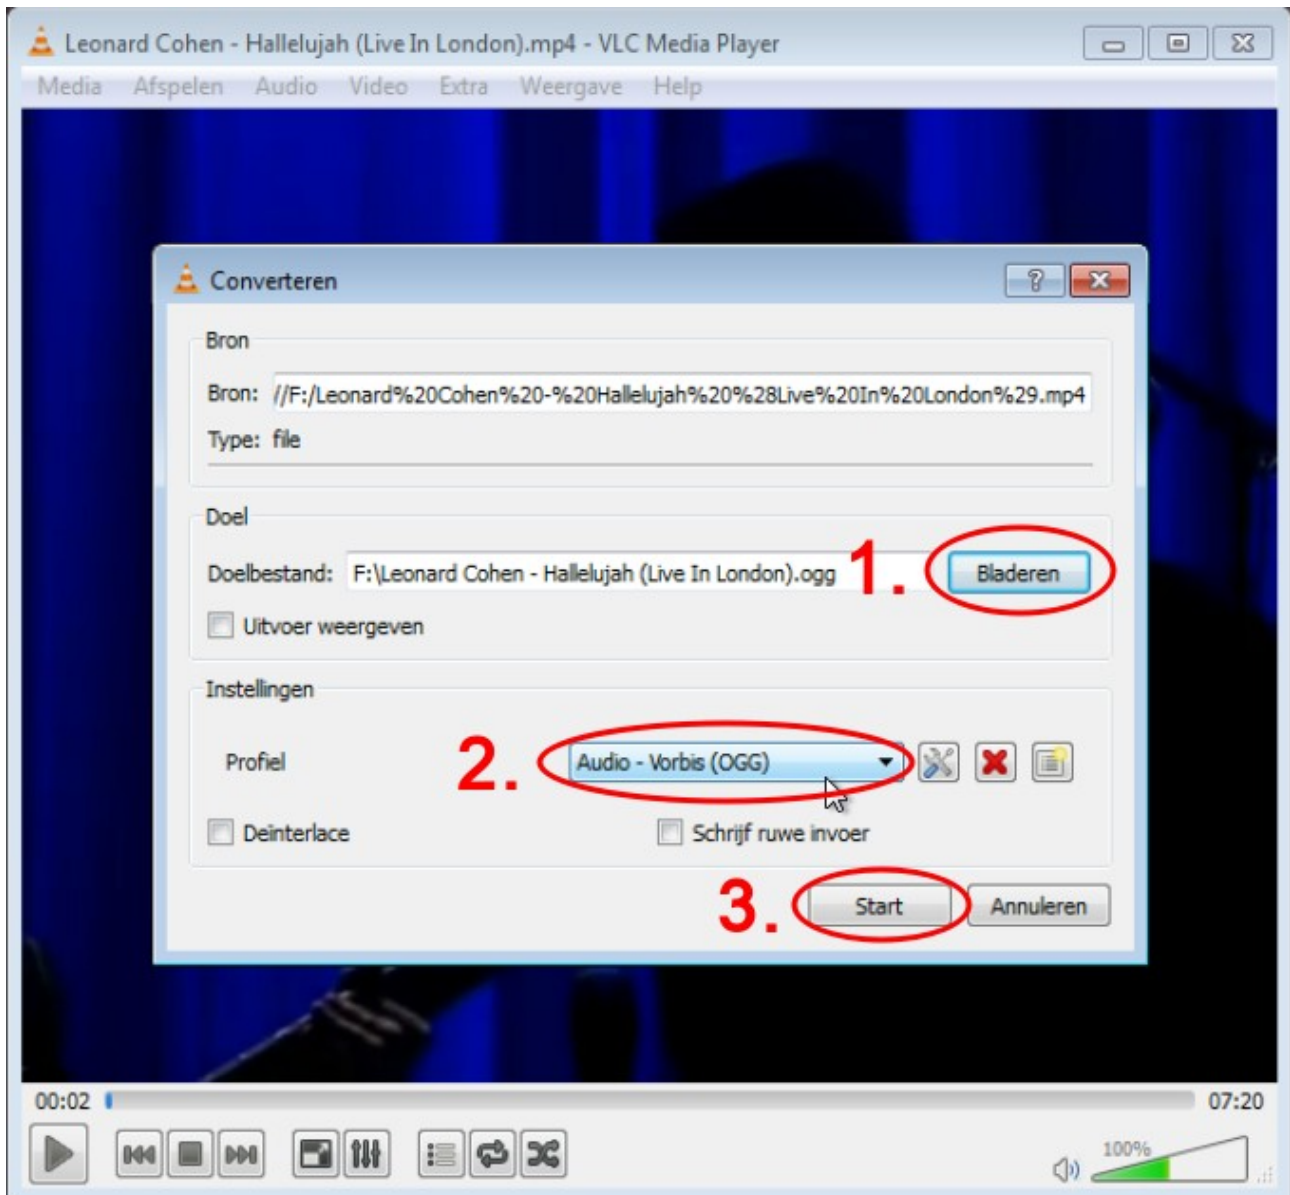 Leonard Cohen - Hallelujah (Live In London).mp4 - VLC Media Player
Media Afspelen Audio Video Extra Weergave Help
Converteren
Bron
Bron: //F:/Leonard%20Cohen%20-%20Hallelujah%20%28Live%20In%20London%29.mp4
Type: file
Doel
Doelbestand: F:\Leonard Cohen - Hallelujah (Live In London).ogg 1. Bladeren
Uitvoer weergeven
Instellingen
Profiel 2. Audio - Vorbis (OGG)
Deïnterlace Schrijf ruwe invoer
3. Start Annuleren
00:02 07:20
100%